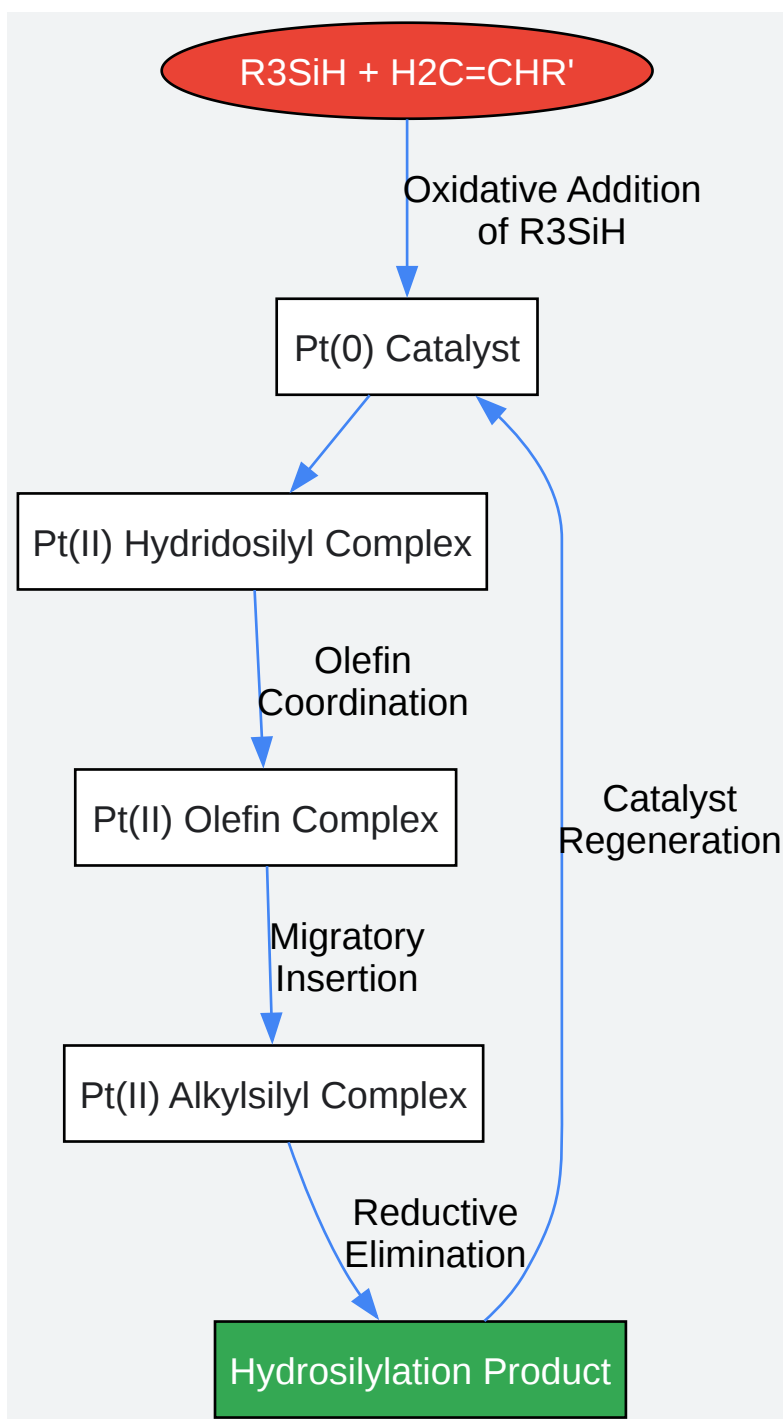 R3SiH + H2C=CHR'
Oxidative Addition
of R3SiH
Pt(0) Catalyst
Pt(II) Hydridosilyl Complex
Olefin
Coordination
Pt(II) Olefin Complex
Catalyst
Regeneration
Migratory
Insertion
Pt(II) Alkylsilyl Complex
Reductive
Elimination
Hydrosilylation Product